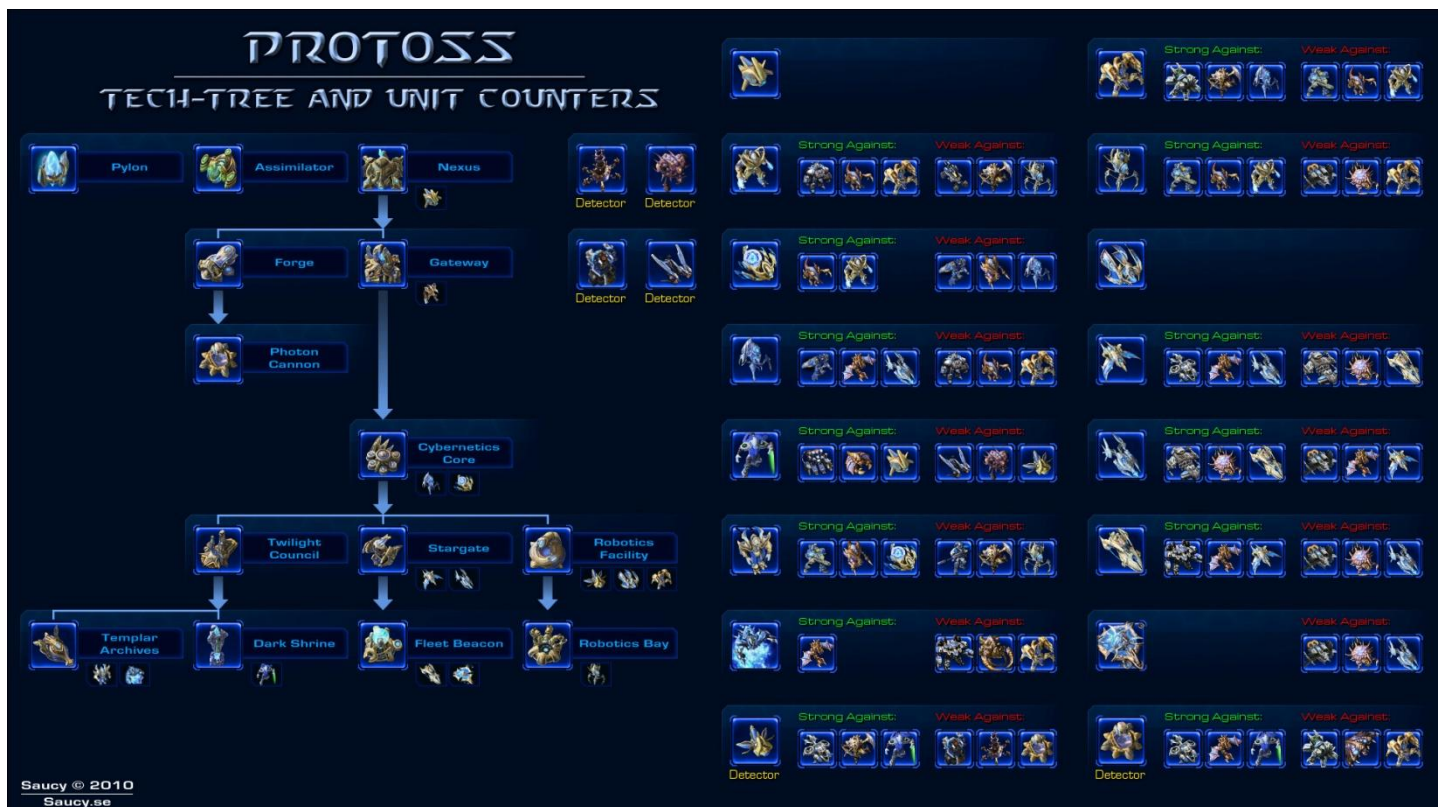 PROTOSS
TECH-TREE AND UNIT COUNTERS
Pylon
Assimilator
Nexus
Detector
Detector
Forge
Gateway
Detector
Detector
Photon
Cannon
Cybernetics
Core
Twilight
Council
Stargate
Robotics
Facility
Templar
Archives
Dark Shrine
Fleet Beacon
Robotics Bay
Saucy © 2010
Saucy.se
Strong Against:
Weak Against:
Strong Against:
Weak Against:
Strong Against:
Weak Against:
Strong Against:
Weak Against:
Strong Against:
Weak Against:
Strong Against:
Weak Against:
Strong Against:
Weak Against:
Detector
Strong Against:
Weak Against:
Strong Against:
Weak Against:
Strong Against:
Weak Against:
Strong Against:
Weak Against:
Strong Against:
Weak Against:
Weak Against:
Strong Against:
Weak Against:
Detector